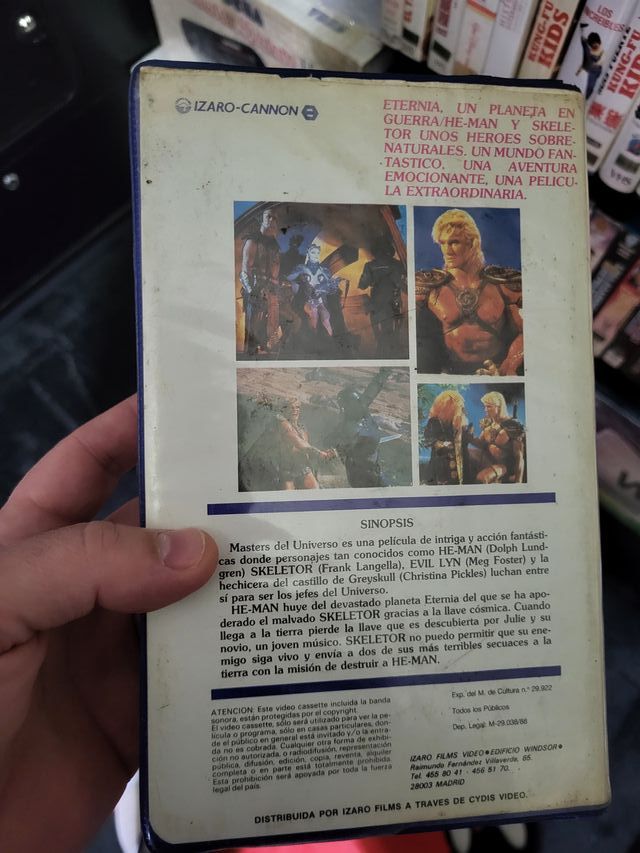 SEGA
LOS
INCREIBLES
KUNG-FU
KIDS
KUNG-FU
KIDS
VHS
IZARO-CANNON
ETERNIA, UN PLANETA EN
GUERRA/HE-MAN Y SKELE-
TOR UNOS HEROES SOBRE-
NATURALES. UN MUNDO FAN-
TASTICO, UNA AVENTURA
EMOCIONANTE, UNA PELICU-
LA EXTRAORDINARIA.
SINOPSIS
Masters del Universo es una película de intriga y acción fantásti-
cas donde personajes tan conocidos como HE-MAN (Dolph Lund-
gren) SKELETOR (Frank Langella), EVIL LYN (Meg Foster) y la
hechicera del castillo de Greyskull (Christina Pickles) luchan entre
sí para ser los jefes del Universo.
HE-MAN huye del devastado planeta Eternia del que se ha apo-
derado el malvado SKELETOR gracias a la llave cósmica. Cuando
llega a la tierra pierde la llave que es descubierta por Julie y su
novio, un joven músico. SKELETOR no puedo permitir que su ene-
migo siga vivo y envía a dos de sus más terribles secuaces a la
tierra con la misión de destruir a HE-MAN.
ATENCION: Este video cassette incluida la banda
sonora, están protegidas por el copyright.
El video cassette, sólo será utilizado para ver la pe-
lícula o programa, sólo en casas particulares, don-
de el público en general está invitado y/o la entra-
da no es cobrada. Cualquier otra forma de exhibi-
ción no autorizada, o radiodifusión, representación
pública, difusión, edición, copia, reventa, alquiler
completa o en parte está totalmente prohibida.
Esta prohibición será apoyada por toda la fuerza
legal del país.
Exp. del M. de Cultura n.º 29.922
Todos los Públicos
Dep. Legal: M-29.038/88
IZARO FILMS VIDEO●EDIFICIO WINDSOR●
Raimundo Fernández Villaverde, 65.
Tel. 455 80 41 · 456 51 70.
28003 MADRID
DISTRIBUIDA POR IZARO FILMS A TRAVES DE CYDIS VIDEO.